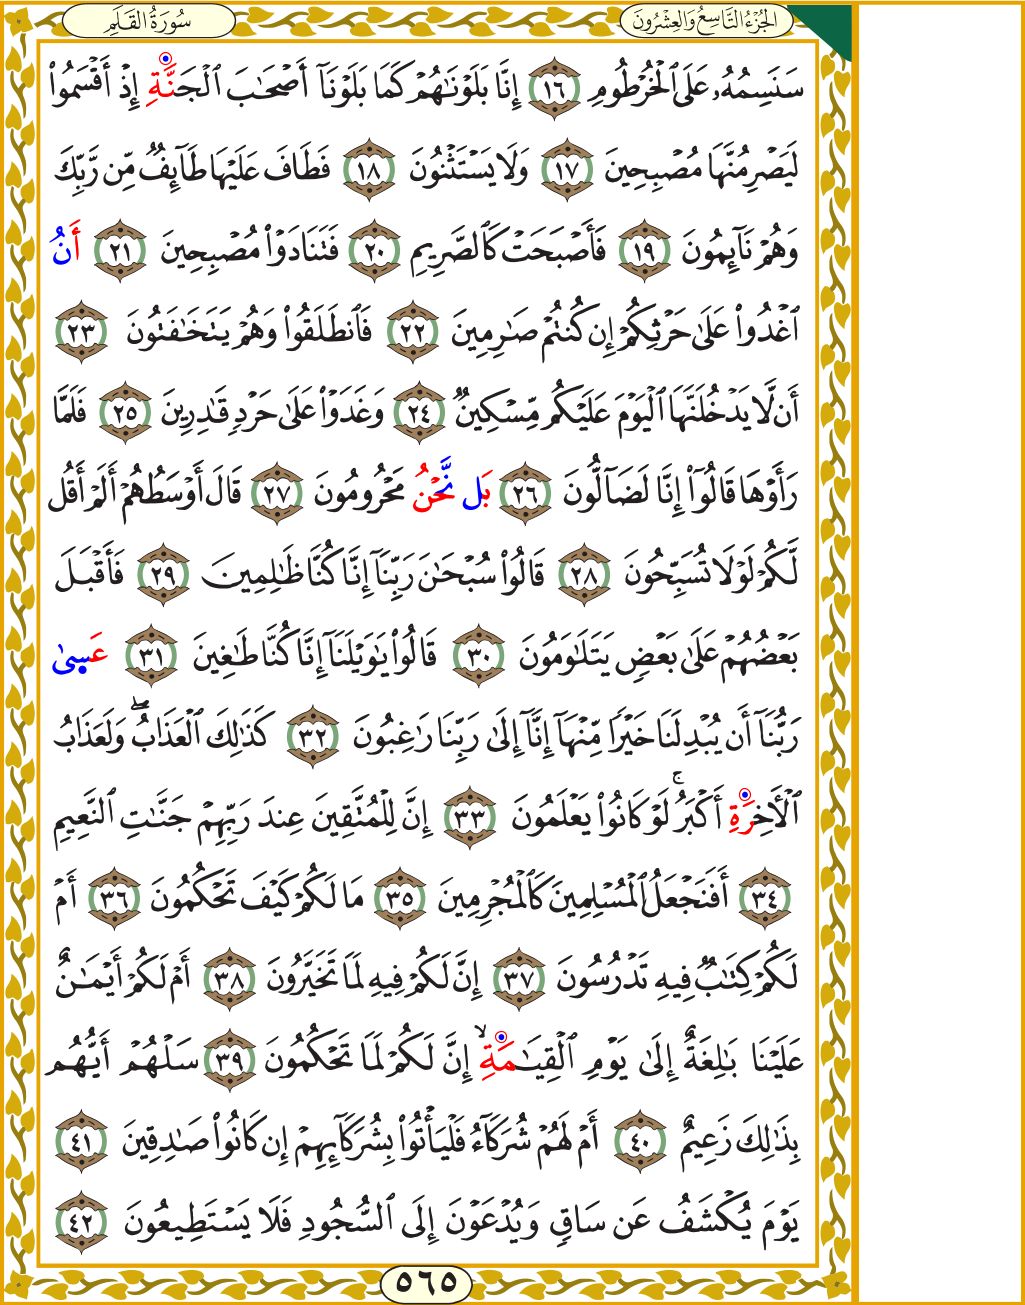 الجُزْءُ التَّاسِعُ وَالعِشْرُونَ
سُورَةُ القَلَمِ
سَنَسِمُهُۥ عَلَى ٱلْخُرْطُومِ ١٦ إِنَّا بَلَوْنَٰهُمْ كَمَا بَلَوْنَآ أَصْحَٰبَ ٱلْجَنَّةِ إِذْ أَقْسَمُوا۟
لَيَصْرِمُنَّهَا مُصْبِحِينَ ١٧ وَلَا يَسْتَثْنُونَ ١٨ فَطَافَ عَلَيْهَا طَآئِفٌ مِّن رَّبِّكَ
وَهُمْ نَآئِمُونَ ١٩ فَأَصْبَحَتْ كَٱلصَّرِيمِ ٢٠ فَتَنَادَوْا۟ مُصْبِحِينَ ٢١ أَنُ
ٱغْدُوا۟ عَلَىٰ حَرْثِكُمْ إِن كُنتُمْ صَٰرِمِينَ ٢٢ فَٱنطَلَقُوا۟ وَهُمْ يَتَخَٰفَتُونَ ٢٣
أَن لَّا يَدْخُلَنَّهَا ٱلْيَوْمَ عَلَيْكُم مِّسْكِينٌ ٢٤ وَغَدَوْا۟ عَلَىٰ حَرْدٍ قَٰدِرِينَ ٢٥ فَلَمَّا
رَأَوْهَا قَالُوٓا۟ إِنَّا لَضَآلُّونَ ٢٦ بَل نَّحْنُ مَحْرُومُونَ ٢٧ قَالَ أَوْسَطُهُمْ أَلَمْ أَقُل
لَّكُمْ لَوْلَا تُسَبِّحُونَ ٢٨ قَالُوا۟ سُبْحَٰنَ رَبِّنَآ إِنَّا كُنَّا ظَٰلِمِينَ ٢٩ فَأَقْبَلَ
بَعْضُهُمْ عَلَىٰ بَعْضٍ يَتَلَٰوَمُونَ ٣٠ قَالُوا۟ يَٰوَيْلَنَآ إِنَّا كُنَّا طَٰغِينَ ٣١ عَسَىٰ
رَبُّنَآ أَن يُبْدِلَنَا خَيْرًا مِّنْهَآ إِنَّآ إِلَىٰ رَبِّنَا رَٰغِبُونَ ٣٢ كَذَٰلِكَ ٱلْعَذَابُ ۖ وَلَعَذَابُ
ٱلْأَخِرَةِ أَكْبَرُ ۚ لَوْ كَانُوا۟ يَعْلَمُونَ ٣٣ إِنَّ لِلْمُتَّقِينَ عِندَ رَبِّهِمْ جَنَّٰتِ ٱلنَّعِيمِ
٣٤ أَفَنَجْعَلُ ٱلْمُسْلِمِينَ كَٱلْمُجْرِمِينَ ٣٥ مَا لَكُمْ كَيْفَ تَحْكُمُونَ ٣٦ أَمْ
لَكُمْ كِتَٰبٌ فِيهِ تَدْرُسُونَ ٣٧ إِنَّ لَكُمْ فِيهِ لَمَا تَخَيَّرُونَ ٣٨ أَمْ لَكُمْ أَيْمَٰنٌ
عَلَيْنَا بَٰلِغَةٌ إِلَىٰ يَوْمِ ٱلْقِيَٰمَةِ ۙ إِنَّ لَكُمْ لَمَا تَحْكُمُونَ ٣٩ سَلْهُمْ أَيُّهُم
بِذَٰلِكَ زَعِيمٌ ٤٠ أَمْ لَهُمْ شُرَكَآءُ فَلْيَأْتُوا۟ بِشُرَكَآئِهِمْ إِن كَانُوا۟ صَٰدِقِينَ ٤١
يَوْمَ يُكْشَفُ عَن سَاقٍ وَيُدْعَوْنَ إِلَى ٱلسُّجُودِ فَلَا يَسْتَطِيعُونَ ٤٢
٥٦٥